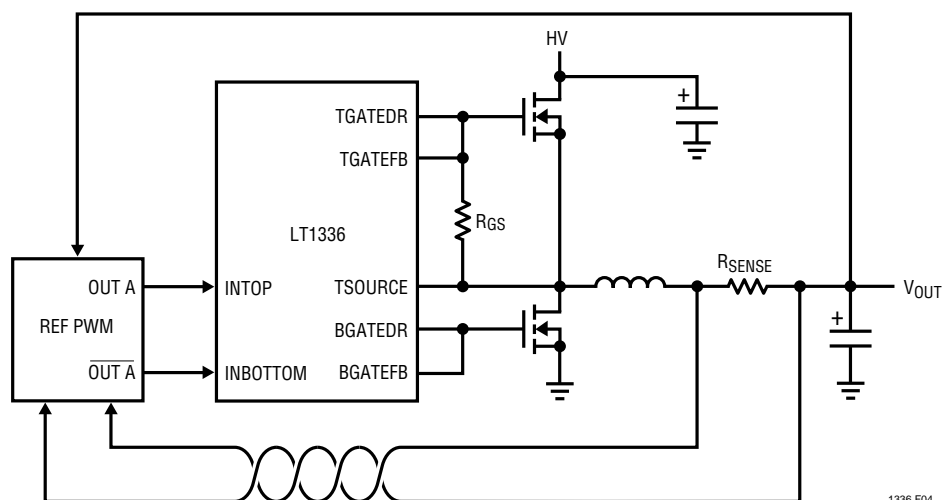 HV
+
TGATEDR
TGATEFB
RGS
LT1336
RSENSE
OUT A
INTOP
TSOURCE
VOUT
REF PWM
BGATEDR
+
OUT A
INBOTTOM
BGATEFB
1336 F04